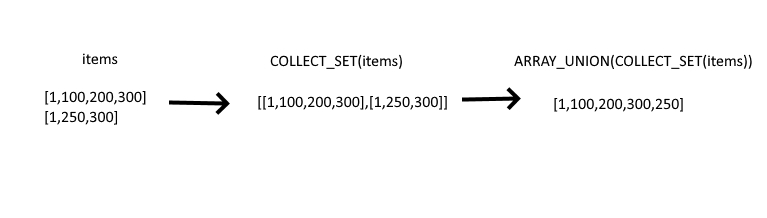 items
[1,100,200,300]
[1,250,300]
COLLECT_SET(items)
[[1,100,200,300],[1,250,300]]
ARRAY_UNION(COLLECT_SET(items))
[1,100,200,300,250]